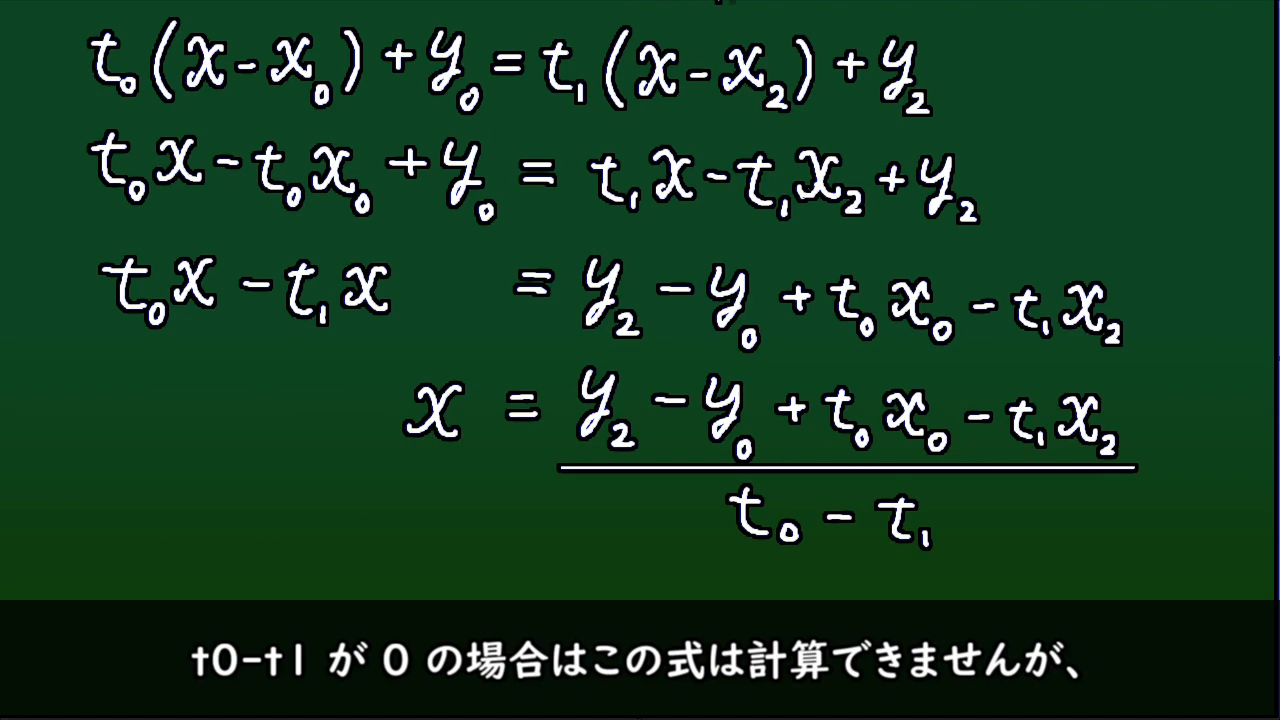 t₀(x-x₀)+y₀=t₁(x-x₂)+y₂
t₀x-t₀x₀+y₀=t₁x-t₁x₂+y₂
t₀x-t₁x=y₂-y₀+t₀x₀-t₁x₂
x=y₂-y₀+t₀x₀-t₁x₂
t₀-t₁
t0-t1 が 0 の場合はこの式は計算できませんが、